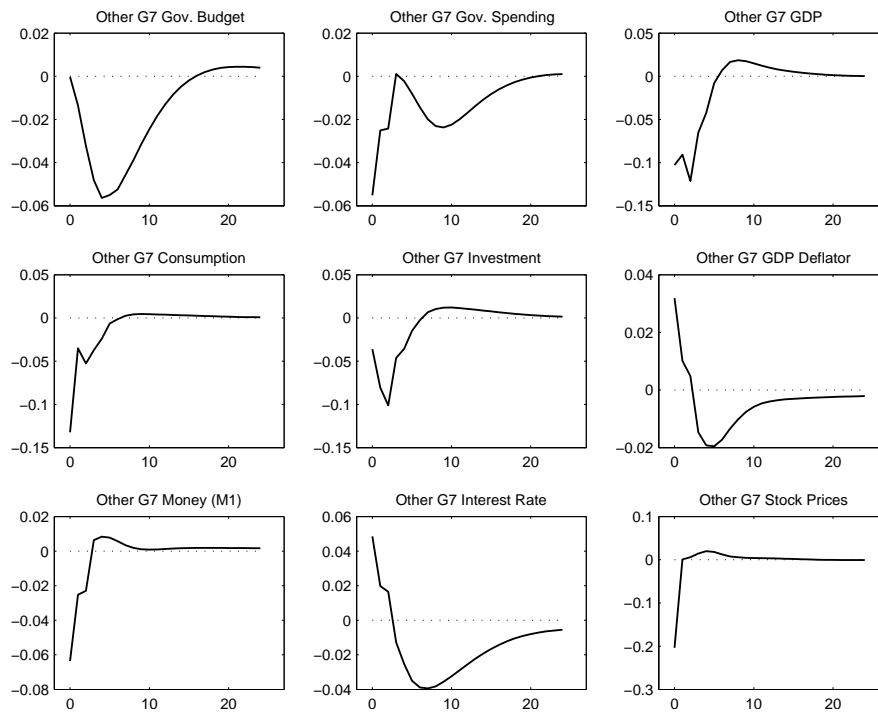 Other G7 Gov. Budget
0.02
0
−0.02
−0.04
−0.06
0 10 20
Other G7 Gov. Spending
0.02
0
−0.02
−0.04
−0.06
0 10 20
Other G7 GDP
0.05
0
−0.05
−0.1
−0.15
0 10 20
Other G7 Consumption
0.05
0
−0.05
−0.1
−0.15
0 10 20
Other G7 Investment
0.05
0
−0.05
−0.1
−0.15
0 10 20
Other G7 GDP Deflator
0.04
0.02
0
−0.02
0 10 20
Other G7 Money (M1)
0.02
0
−0.02
−0.04
−0.06
−0.08
0 10 20
Other G7 Interest Rate
0.06
0.04
0.02
0
−0.02
−0.04
0 10 20
Other G7 Stock Prices
0.1
0
−0.1
−0.2
−0.3
0 10 20